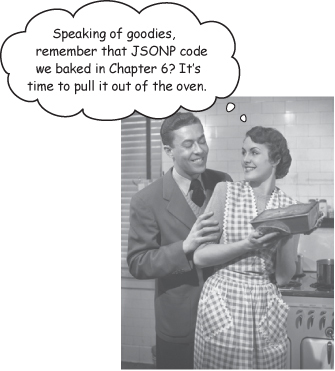 Speaking of goodies,
remember that JSONP code
we baked in Chapter 6? It's
time to pull it out of the oven.